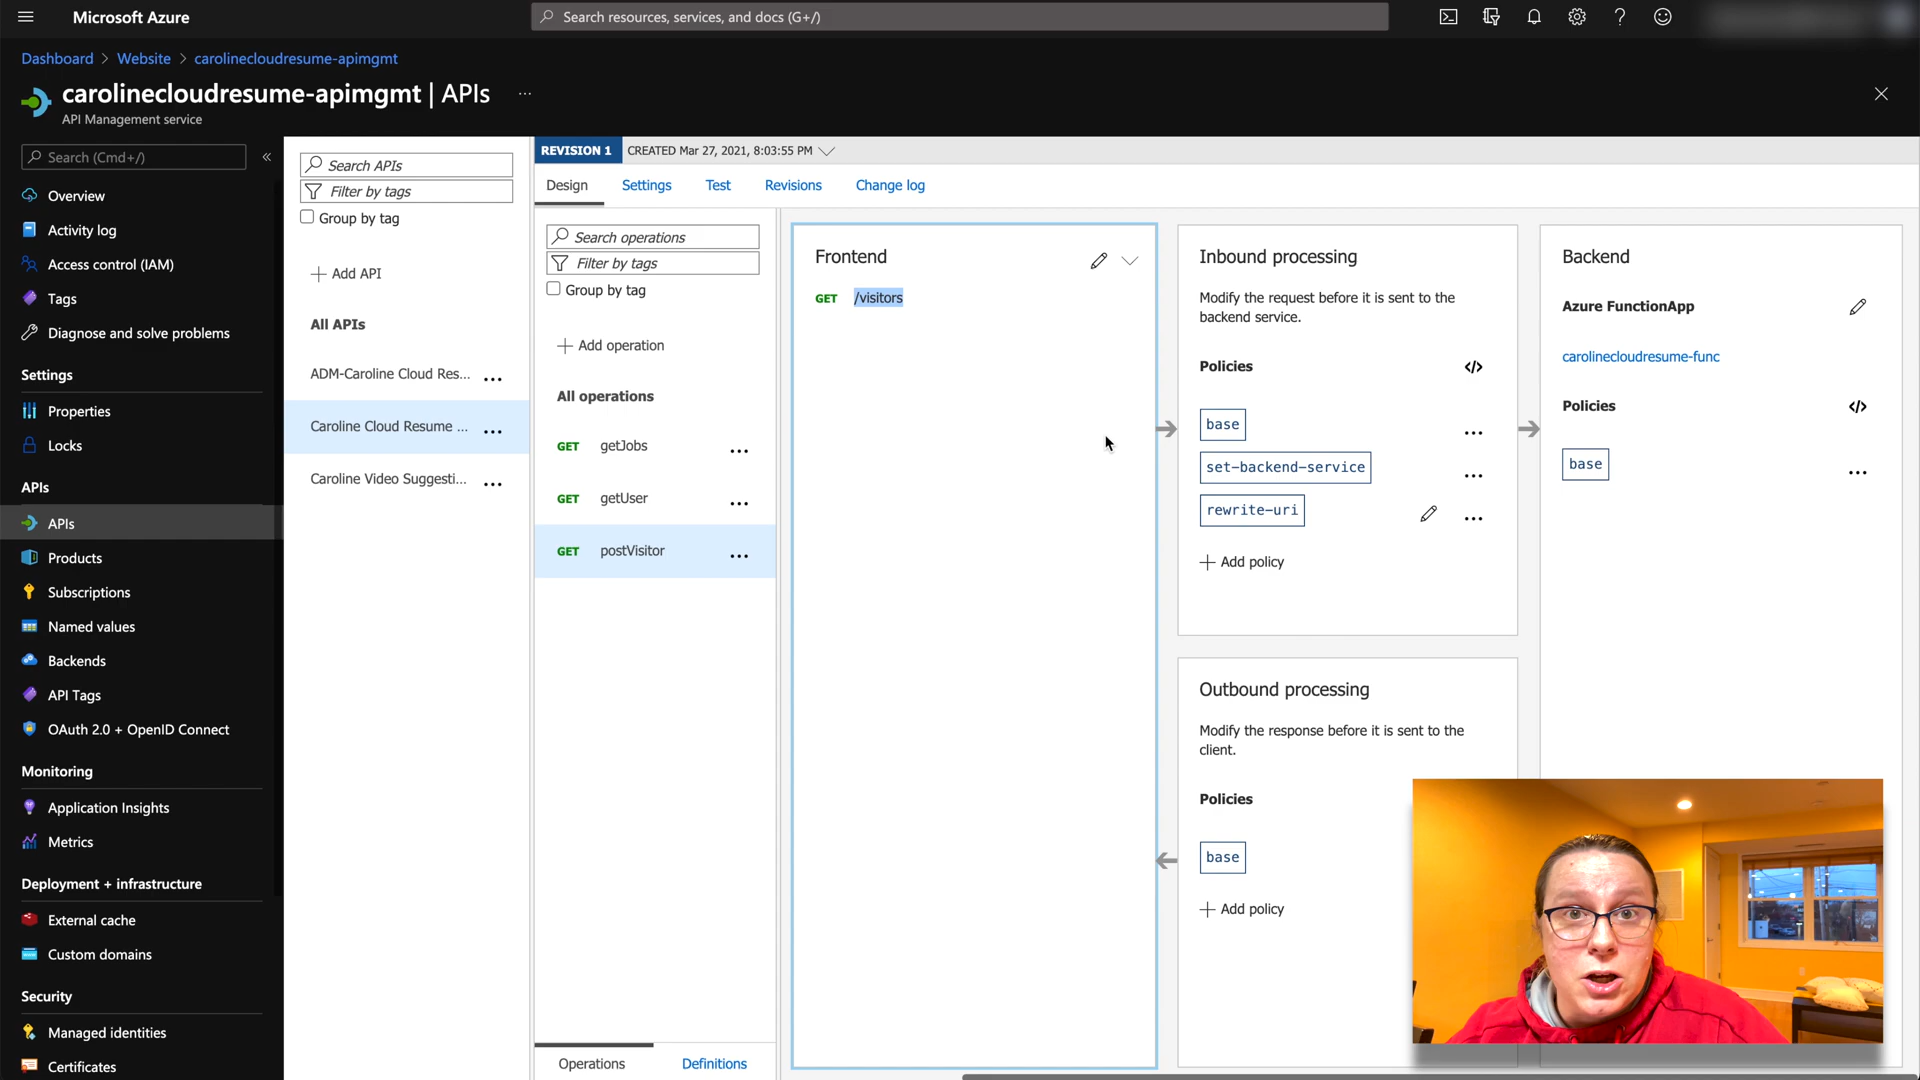 Microsoft Azure
Search resources, services, and docs (G+/)
Dashboard > Website > carolinecloudresume-apimgmt
carolinecloudresume-apimgmt | APIs ...
API Management service
Search (Cmd+/)
«
Overview
Activity log
Access control (IAM)
Tags
Diagnose and solve problems
Settings
Properties
Locks
APIs
APIs
Products
Subscriptions
Named values
Backends
API Tags
OAuth 2.0 + OpenID Connect
Monitoring
Application Insights
Metrics
Deployment + infrastructure
External cache
Custom domains
Security
Managed identities
Certificates
Search APIs
Filter by tags
Group by tag
+ Add API
All APIs
ADM-Caroline Cloud Res... ...
Caroline Cloud Resume ... ...
Caroline Video Suggesti... ...
REVISION 1 CREATED Mar 27, 2021, 8:03:55 PM
Design Settings Test Revisions Change log
Search operations
Filter by tags
Group by tag
+ Add operation
All operations
GET getJobs ...
GET getUser ...
GET postVisitor ...
Operations Definitions
Frontend
GET /visitors
Inbound processing
Modify the request before it is sent to the
backend service.
Policies </>
base ...
set-backend-service ...
rewrite-uri ...
+ Add policy
Outbound processing
Modify the response before it is sent to the
client.
Policies
base
+ Add policy
Backend
Azure FunctionApp
carolinecloudresume-func
Policies </>
base ...